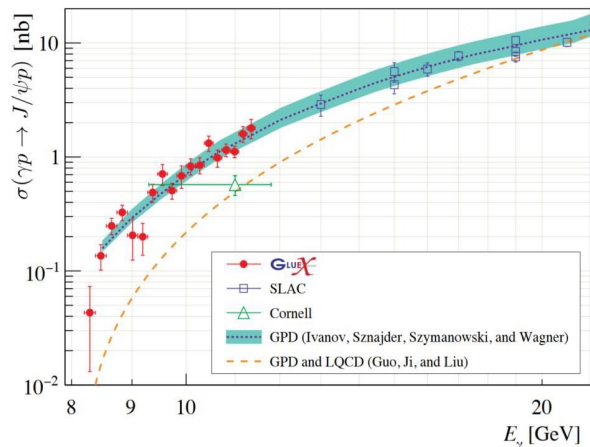 σ(γp → J/ψp) [nb]
10
1
10⁻¹
10⁻²
GLUEX
SLAC
Cornell
GPD (Ivanov, Sznajder, Szymanowski, and Wagner)
GPD and LQCD (Guo, Ji, and Liu)
8 9 10 20
E_γ [GeV]